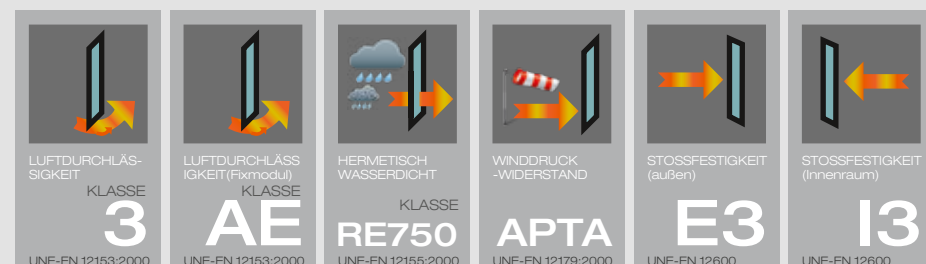 LUFTDURCHLÄS-
SIGKEIT
KLASSE
3
UNE-EN 12153:2000
LUFTDURCHLÄSS
IGKEIT(Fixmodul)
KLASSE
AE
UNE-EN 12153:2000
HERMETISCH
WASSERDICHT
KLASSE
RE750
UNE-EN 12155:2000
WINDDRUCK
-WIDERSTAND
APTA
UNE-EN 12179:2000
STOSSFESTIGKEIT
(außen)
E3
UNE-EN 12600
STOSSFESTIGKEIT
(Innenraum)
I3
UNE-EN 12600